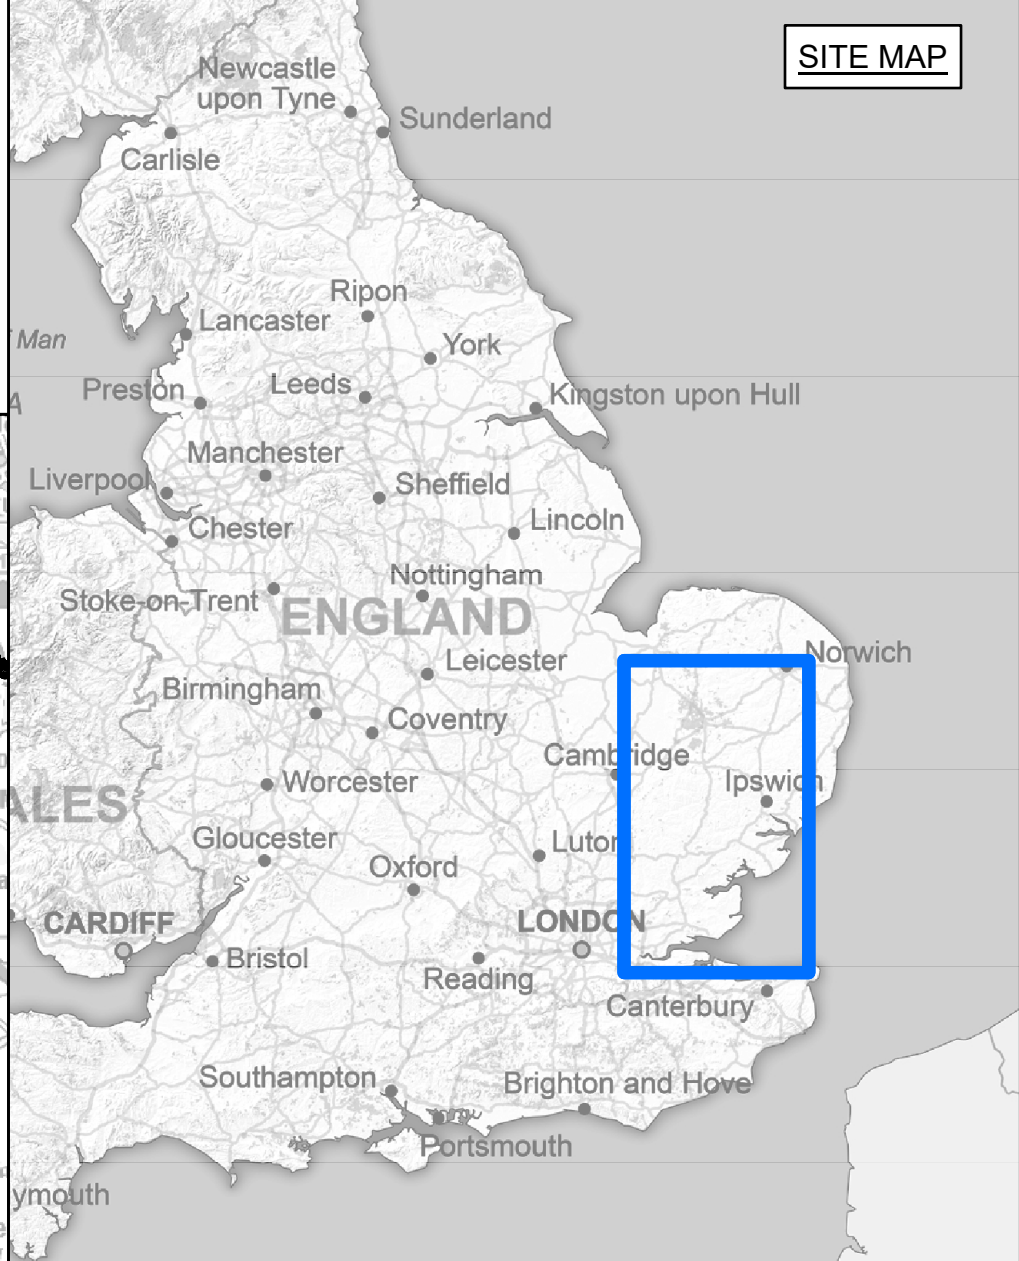 SITE MAP
Newcastle
upon Tyne
Sunderland
Carlisle
Ripon
Lancaster
Man
York
Preston
Leeds
Kingston upon Hull
A
Manchester
Liverpool
Sheffield
Chester
Lincoln
Nottingham
Stoke-on-Trent
ENGLAND
Norwich
Leicester
Birmingham
Coventry
Cambridge
Worcester
Ipswich
ALES
Gloucester
Luton
Oxford
CARDIFF
LONDON
Bristol
Reading
Canterbury
Southampton
Brighton and Hove
Portsmouth
ymouth